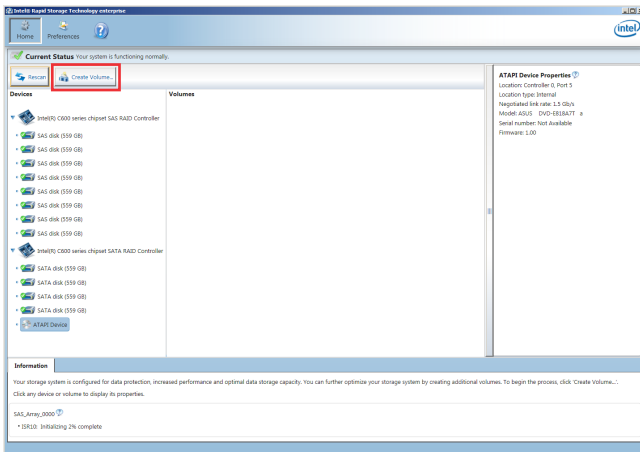 Intel® Rapid Storage Technology enterprise
Home
Preferences
intel
Current Status Your system is functioning normally.
Rescan
Create Volume...
Devices
Volumes
Intel(R) C600 series chipset SAS RAID Controller
SAS disk (559 GB)
SAS disk (559 GB)
SAS disk (559 GB)
SAS disk (559 GB)
SAS disk (559 GB)
SAS disk (559 GB)
SAS disk (559 GB)
SAS disk (559 GB)
Intel(R) C600 series chipset SATA RAID Controller
SATA disk (559 GB)
SATA disk (559 GB)
SATA disk (559 GB)
SATA disk (559 GB)
ATAPI Device
ATAPI Device Properties ?
Location: Controller 0, Port 5
Location type: Internal
Negotiated link rate: 1.5 Gb/s
Model: ASUS DVD-E818A7T a
Serial number: Not Available
Firmware: 1.00
Information
Your storage system is configured for data protection, increased performance and optimal data storage capacity. You can further optimize your storage system by creating additional volumes. To begin the process, click 'Create Volume...'.
Click any device or volume to display its properties.
SAS_Array_0000 ?
• ISR10: Initializing 2% complete